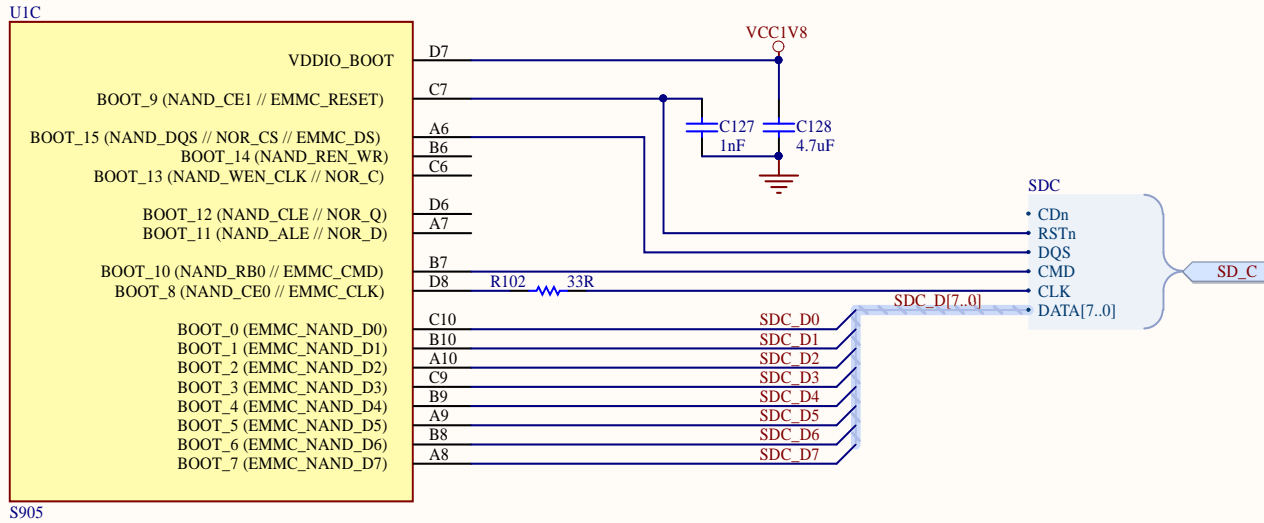 U1C
VCC1V8
VDDIO_BOOT D7
BOOT_9 (NAND_CE1 // EMMC_RESET) C7
C127 C128
1nF 4.7uF
BOOT_15 (NAND_DQS // NOR_CS // EMMC_DS) A6
BOOT_14 (NAND_REN_WR) B6
BOOT_13 (NAND_WEN_CLK // NOR_C) C6
SDC
BOOT_12 (NAND_CLE // NOR_Q) D6
CDn
BOOT_11 (NAND_ALE // NOR_D) A7
RSTn
DQS
BOOT_10 (NAND_RB0 // EMMC_CMD) B7
CMD
SD_C
BOOT_8 (NAND_CE0 // EMMC_CLK) D8
R102 33R
CLK
SDC_D[7..0]
DATA[7..0]
BOOT_0 (EMMC_NAND_D0) C10 SDC_D0
BOOT_1 (EMMC_NAND_D1) B10 SDC_D1
BOOT_2 (EMMC_NAND_D2) A10 SDC_D2
BOOT_3 (EMMC_NAND_D3) C9 SDC_D3
BOOT_4 (EMMC_NAND_D4) B9 SDC_D4
BOOT_5 (EMMC_NAND_D5) A9 SDC_D5
BOOT_6 (EMMC_NAND_D6) B8 SDC_D6
BOOT_7 (EMMC_NAND_D7) A8 SDC_D7
S905